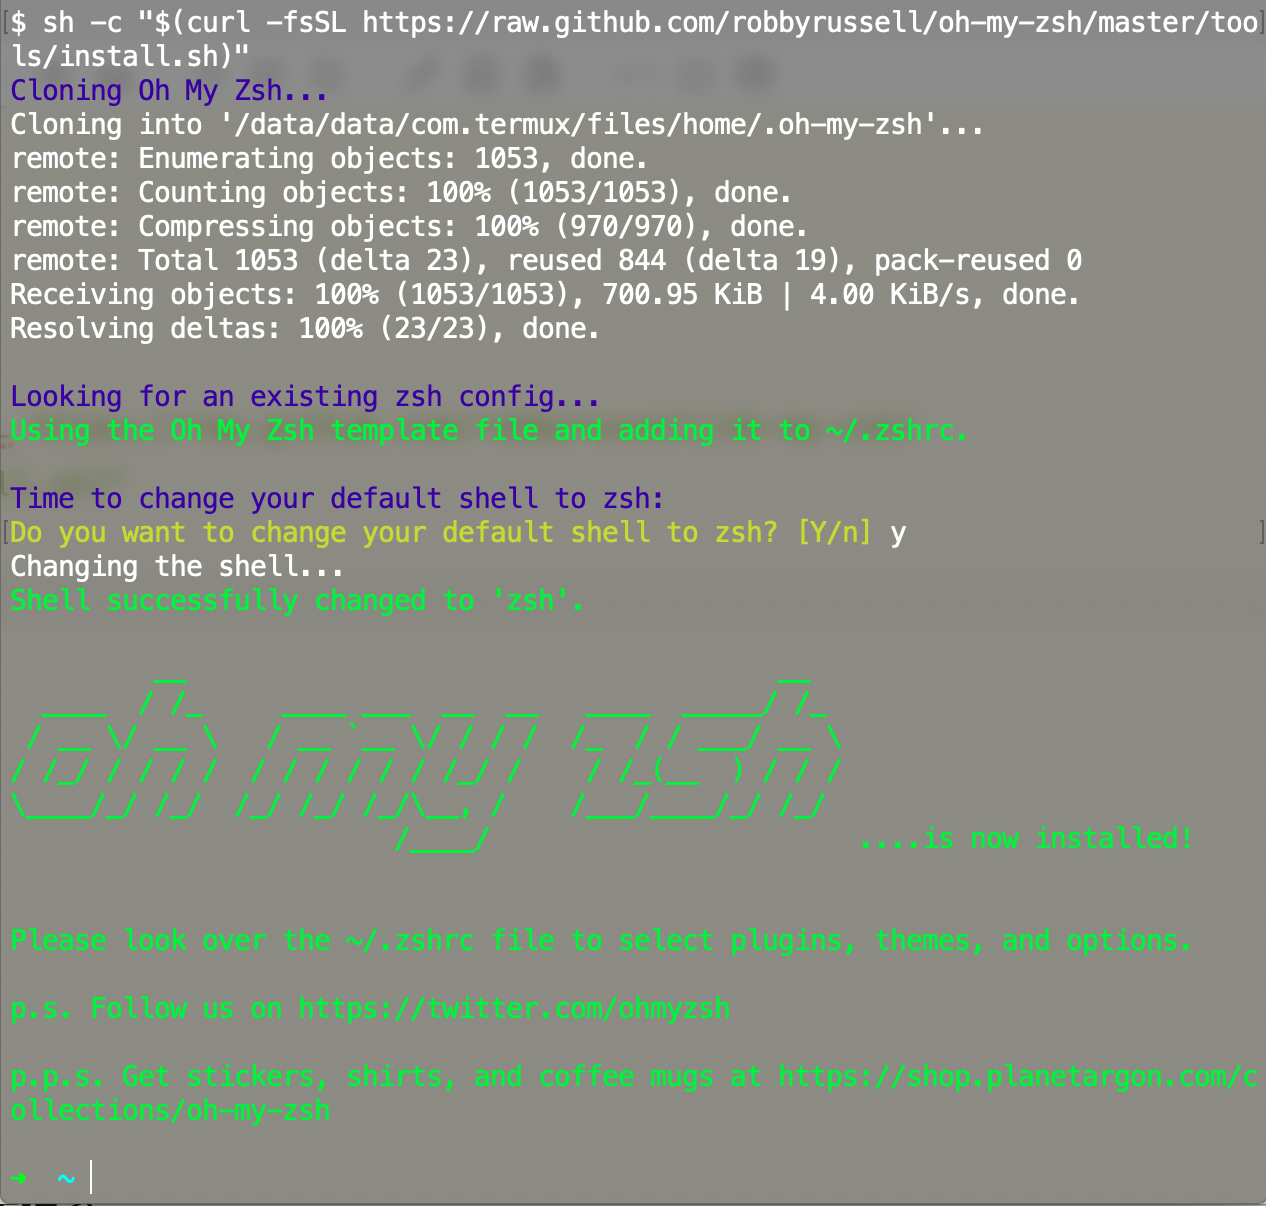 $ sh -c "$(curl -fsSL https://raw.github.com/robbyrussell/oh-my-zsh/master/too
ls/install.sh)"
Cloning Oh My Zsh...
Cloning into '/data/data/com.termux/files/home/.oh-my-zsh'...
remote: Enumerating objects: 1053, done.
remote: Counting objects: 100% (1053/1053), done.
remote: Compressing objects: 100% (970/970), done.
remote: Total 1053 (delta 23), reused 844 (delta 19), pack-reused 0
Receiving objects: 100% (1053/1053), 700.95 KiB | 4.00 KiB/s, done.
Resolving deltas: 100% (23/23), done.
Looking for an existing zsh config...
Using the Oh My Zsh template file and adding it to ~/.zshrc.
Time to change your default shell to zsh:
Do you want to change your default shell to zsh? [Y/n] y
Changing the shell...
Shell successfully changed to 'zsh'.
oh my zsh
....is now installed!
Please look over the ~/.zshrc file to select plugins, themes, and options.
p.s. Follow us on https://twitter.com/ohmyzsh
p.p.s. Get stickers, shirts, and coffee mugs at https://shop.planetargon.com/c
ollections/oh-my-zsh
➜ ~